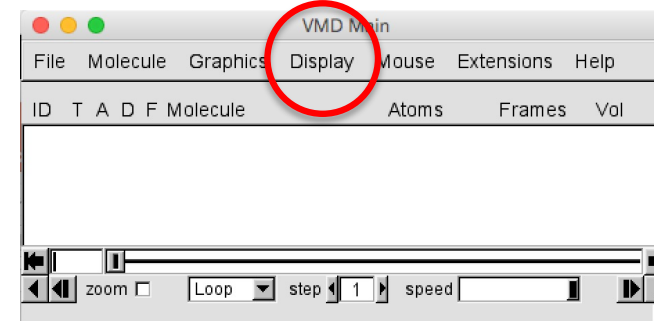 VMD Main
File Molecule Graphics Display Mouse Extensions Help
ID T A D F Molecule Atoms Frames Vol
zoom Loop step 1 speed